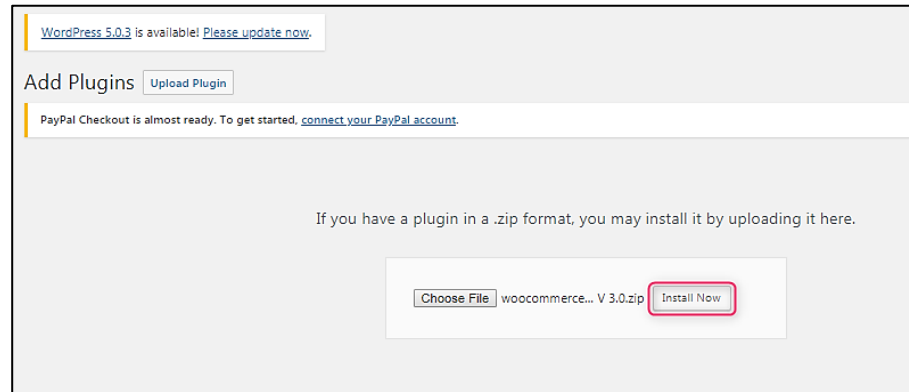 WordPress 5.0.3 is available! Please update now.
Add Plugins Upload Plugin
PayPal Checkout is almost ready. To get started, connect your PayPal account.
If you have a plugin in a .zip format, you may install it by uploading it here.
Choose File woocommerce... V 3.0.zip Install Now